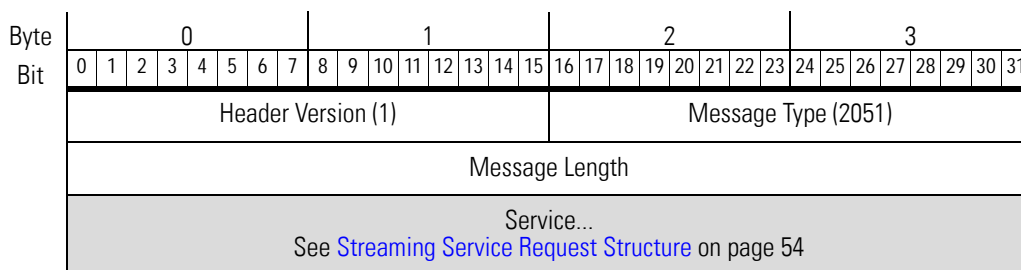 Byte 0 1 2 3
Bit 0 1 2 3 4 5 6 7 8 9 10 11 12 13 14 15 16 17 18 19 20 21 22 23 24 25 26 27 28 29 30 31
Header Version (1) Message Type (2051)
Message Length
Service...
See Streaming Service Request Structure on page 54